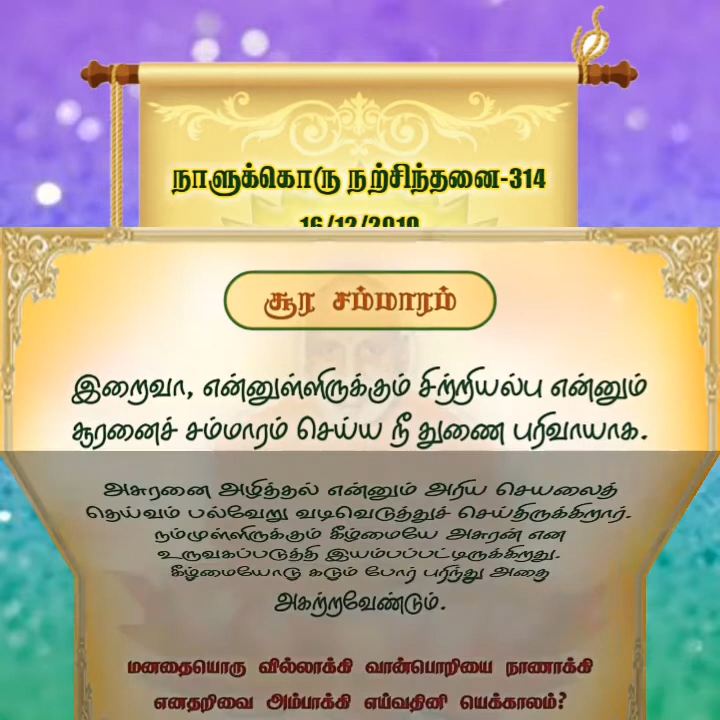 நாளுக்கொரு நற்சிந்தனை-314
16/12/2019
சூர சம்மாரம்
இறைவா, என்னுள்ளிருக்கும் சிற்றியல்பு என்னும்
சூரனைச் சம்மாரம் செய்ய நீ துணை புரிவாயாக.
அசுரனை அழித்தல் என்னும் அரிய செயலைத்
தெய்வம் பல்வேறு வடிவெடுத்துச் செய்திருக்கிறார்.
நம்முள்ளிருக்கும் கீழ்மையே அசுரன் என
உருவகப்படுத்தி இயம்பப்பட்டிருக்கிறது.
கீழ்மையோடு கடும் போர் புரிந்து அதை
அகற்றவேண்டும்.
மனதையொரு வில்லாக்கி வான்பொறியை நாணாக்கி
எனதறிவை அம்பாக்கி எய்வதினி யெக்காலம்?